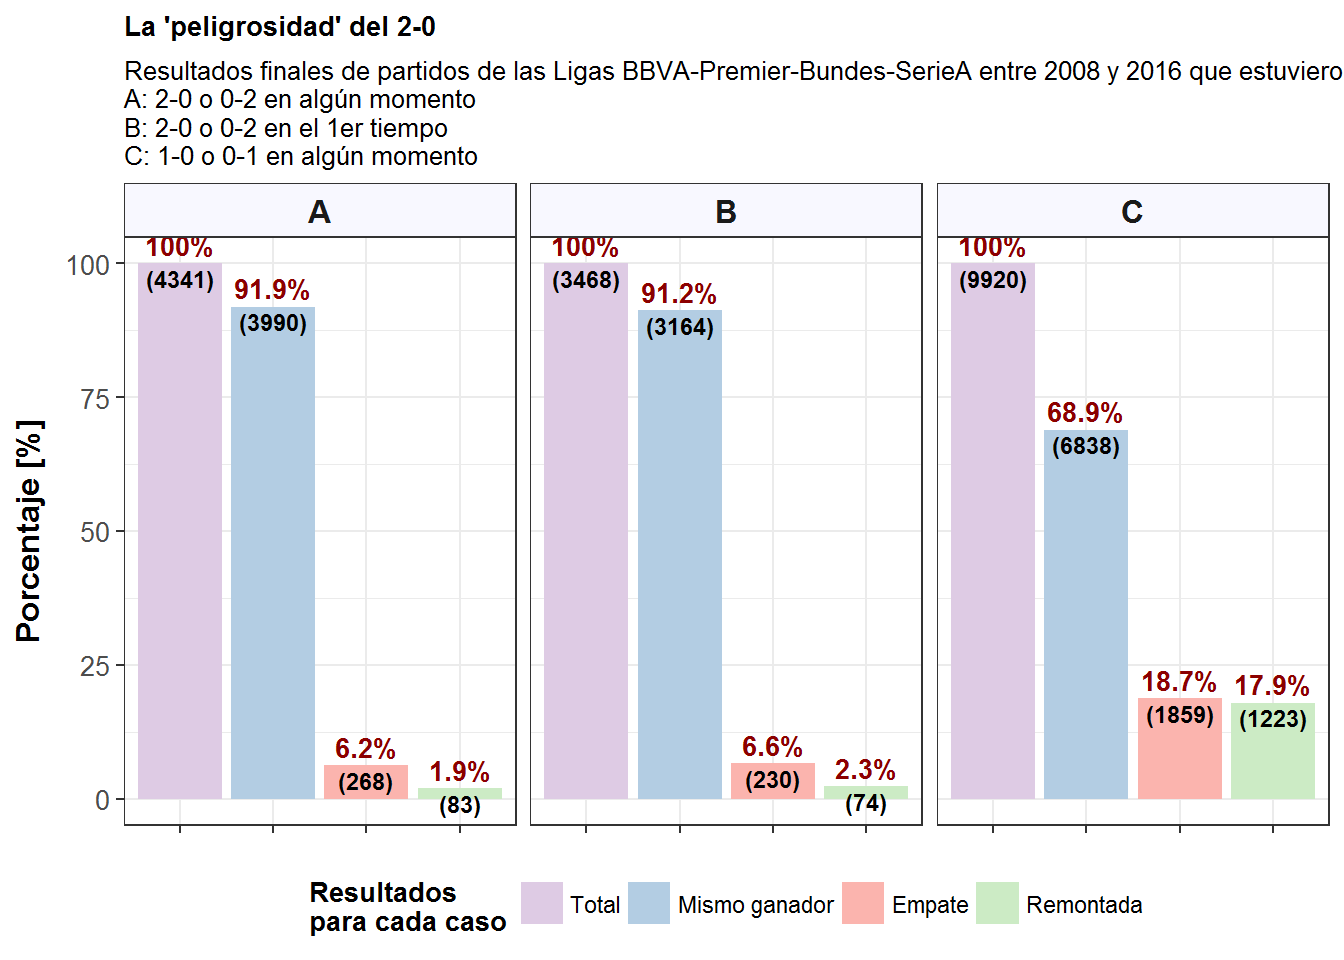 La 'peligrosidad' del 2-0
Resultados finales de partidos de las Ligas BBVA-Premier-Bundes-SerieA entre 2008 y 2016 que estuviero
A: 2-0 o 0-2 en algún momento
B: 2-0 o 0-2 en el 1er tiempo
C: 1-0 o 0-1 en algún momento
A
B
C
Porcentaje [%]
100
75
50
25
0
100%
(4341)
91.9%
(3990)
6.2%
(268)
1.9%
(83)
100%
(3468)
91.2%
(3164)
6.6%
(230)
2.3%
(74)
100%
(9920)
68.9%
(6838)
18.7%
(1859)
17.9%
(1223)
Resultados
para cada caso
Total
Mismo ganador
Empate
Remontada